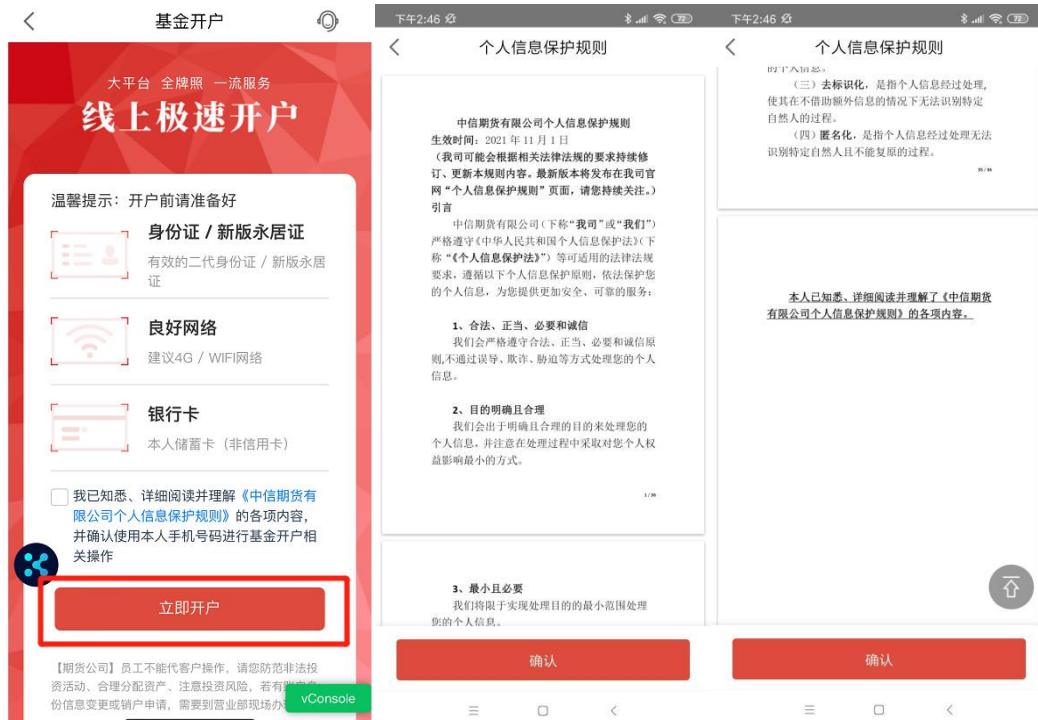 基金开户
大平台 全牌照 一流服务
线上极速开户
温馨提示：开户前请准备好
身份证 / 新版永居证
有效的二代身份证 / 新版永居
证
良好网络
建议4G / WIFI网络
银行卡
本人储蓄卡（非信用卡）
我已知悉、详细阅读并理解《中信期货有
限公司个人信息保护规则》的各项内容，
并确认使用本人手机号码进行基金开户相
关操作
立即开户
【期货公司】员工不能代客户操作，请您防范非法投
资活动、合理分配资产、注意投资风险，若有
份信息变更或销户申请，需要到营业部现场办
vConsole
下午2:46
72
个人信息保护规则
中信期货有限公司个人信息保护规则
生效时间：2021 年 11 月 1 日
（我司可能会根据相关法律法规的要求持续修
订、更新本规则内容。最新版本将发布在我司官
网“个人信息保护规则”页面，请您持续关注。）
引言
中信期货有限公司（下称“我司”或“我们”）
严格遵守《中华人民共和国个人信息保护法》（下
称“《个人信息保护法》”）等可适用的法律法规
要求，遵循以下个人信息保护原则，依法保护您
的个人信息，为您提供更加安全、可靠的服务：
1、合法、正当、必要和诚信
我们会严格遵守合法、正当、必要和诚信原
则，不通过误导、欺诈、胁迫等方式处理您的个人
信息。
2、目的明确且合理
我们会出于明确且合理的目的来处理您的
个人信息，并注意在处理过程中采取对您个人权
益影响最小的方式。
1 / 36
3、最小且必要
我们将限于实现处理目的的最小范围处理
您的个人信息。
确认
下午2:46
72
个人信息保护规则
的个人信息。
（三）去标识化，是指个人信息经过处理，
使其在不借助额外信息的情况下无法识别特定
自然人的过程。
（四）匿名化，是指个人信息经过处理无法
识别特定自然人且不能复原的过程。
本人已知悉、详细阅读并理解了《中信期货
有限公司个人信息保护规则》的各项内容。
确认